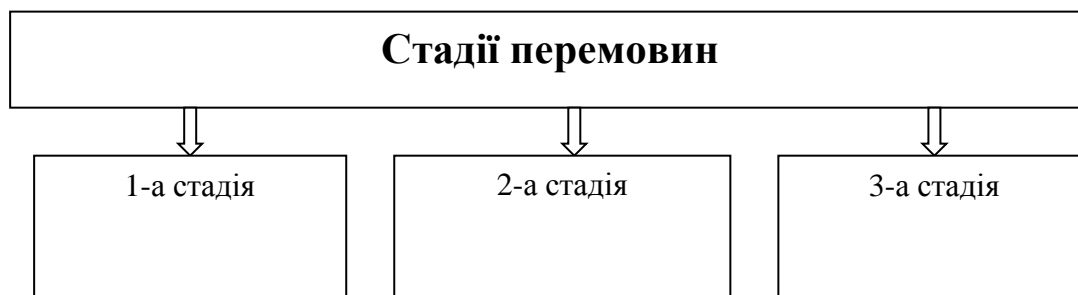 Стадії перемовин
1-а стадія
2-а стадія
3-а стадія